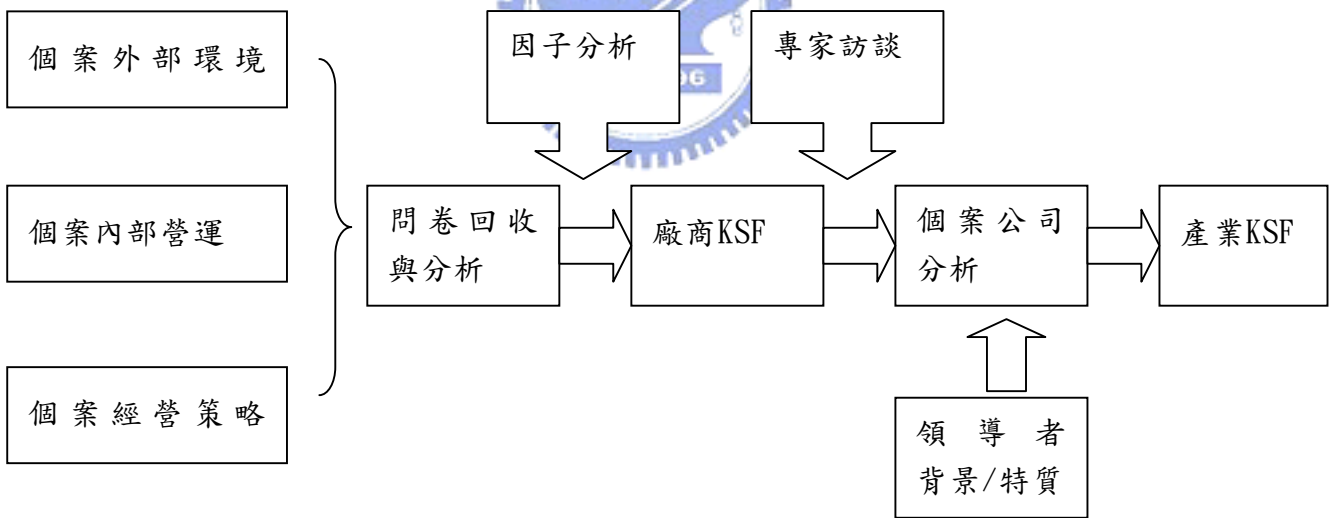 個案外部環境
因子分析
專家訪談
個案內部營運
問卷回收
與分析
廠商KSF
個案公司
分析
產業KSF
個案經營策略
領導者
背景/特質